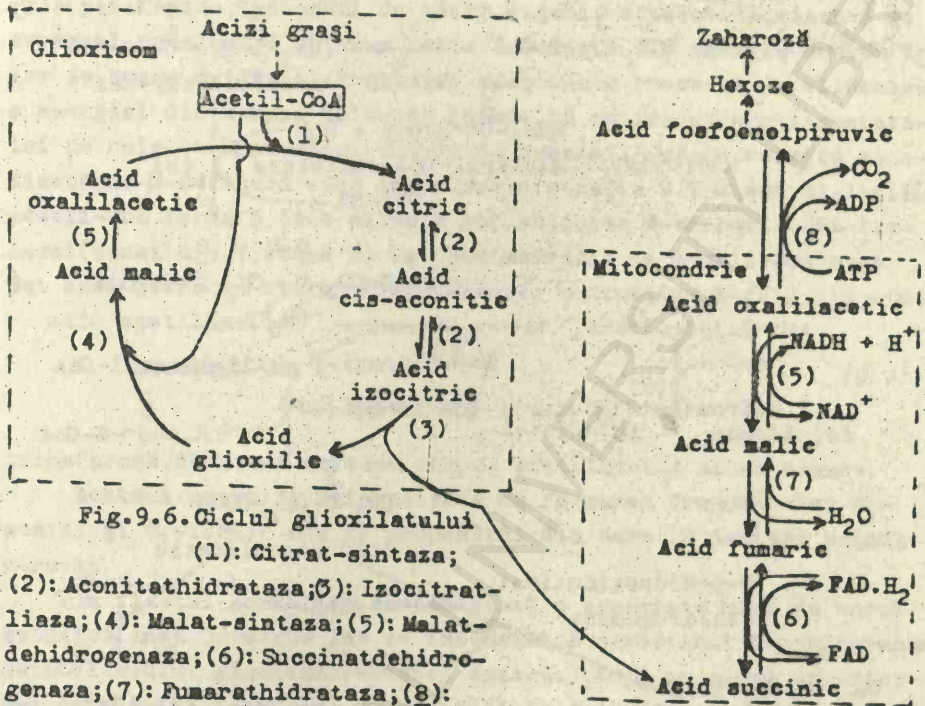 Glioxisom
Acizi graşi
Acetil-CoA
(1)
Acid
oxalilacetic
Acid
citric
(5)
(2)
Acid malic
Acid
cis-aconitic
(4)
(2)
Acid
izocitric
(3)
Acid
glioxilie
Zaharoză
Hexoze
Acid fosfoenolpiruvic
CO2
ADP
(8)
ATP
Mitocondrie
Acid oxalilacetic
NADH + H+
(5)
NAD+
Acid malic
(7)
H2O
Acid fumaric
FAD.H2
(6)
FAD
Acid succinic
Fig.9.6.Ciclul glioxilatului
(1): Citrat-sintaza;
(2): Aconitathidrataza;(3): Izocitrat-
liaza;(4): Malat-sintaza;(5): Malat-
dehidrogenaza;(6): Succinatdehidro-
genaza;(7): Fumarathidrataza;(8):